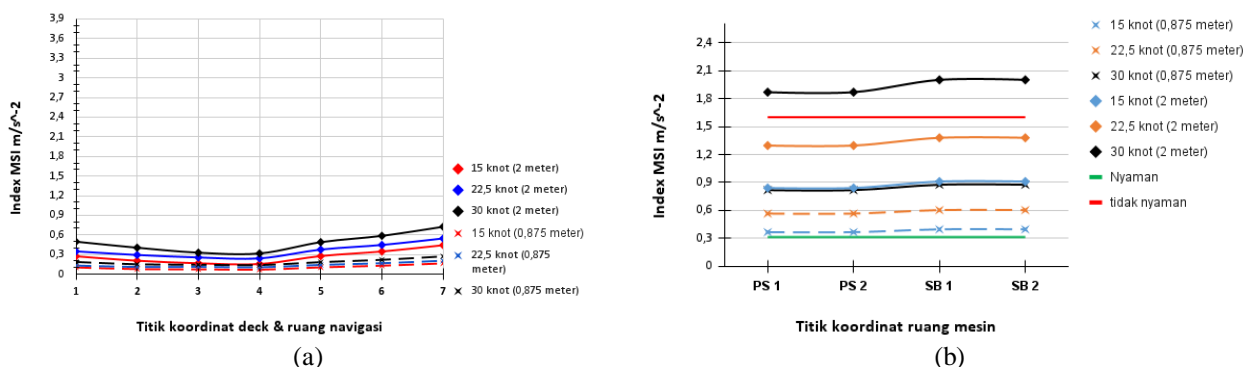 3,9
3,6
3,3
3
2,7
2,4
2,1
1,8
1,5
1,2
0,9
0,6
0,3
0
Index MSI m/s^-2
1 2 3 4 5 6 7
Titik koordinat deck & ruang navigasi
15 knot (2 meter)
22,5 knot (2 meter)
30 knot (2 meter)
15 knot (0,875 meter)
22,5 knot (0,875
meter)
30 knot (0,875 meter)
(a)
2,4
2,1
1,8
1,5
1,2
0,9
0,6
0,3
0
Index MSI m/s^-2
PS 1 PS 2 SB 1 SB 2
Titik koordinat ruang mesin
15 knot (0,875 meter)
22,5 knot (0,875 meter)
30 knot (0,875 meter)
15 knot (2 meter)
22,5 knot (2 meter)
30 knot (2 meter)
Nyaman
tidak nyaman
(b)